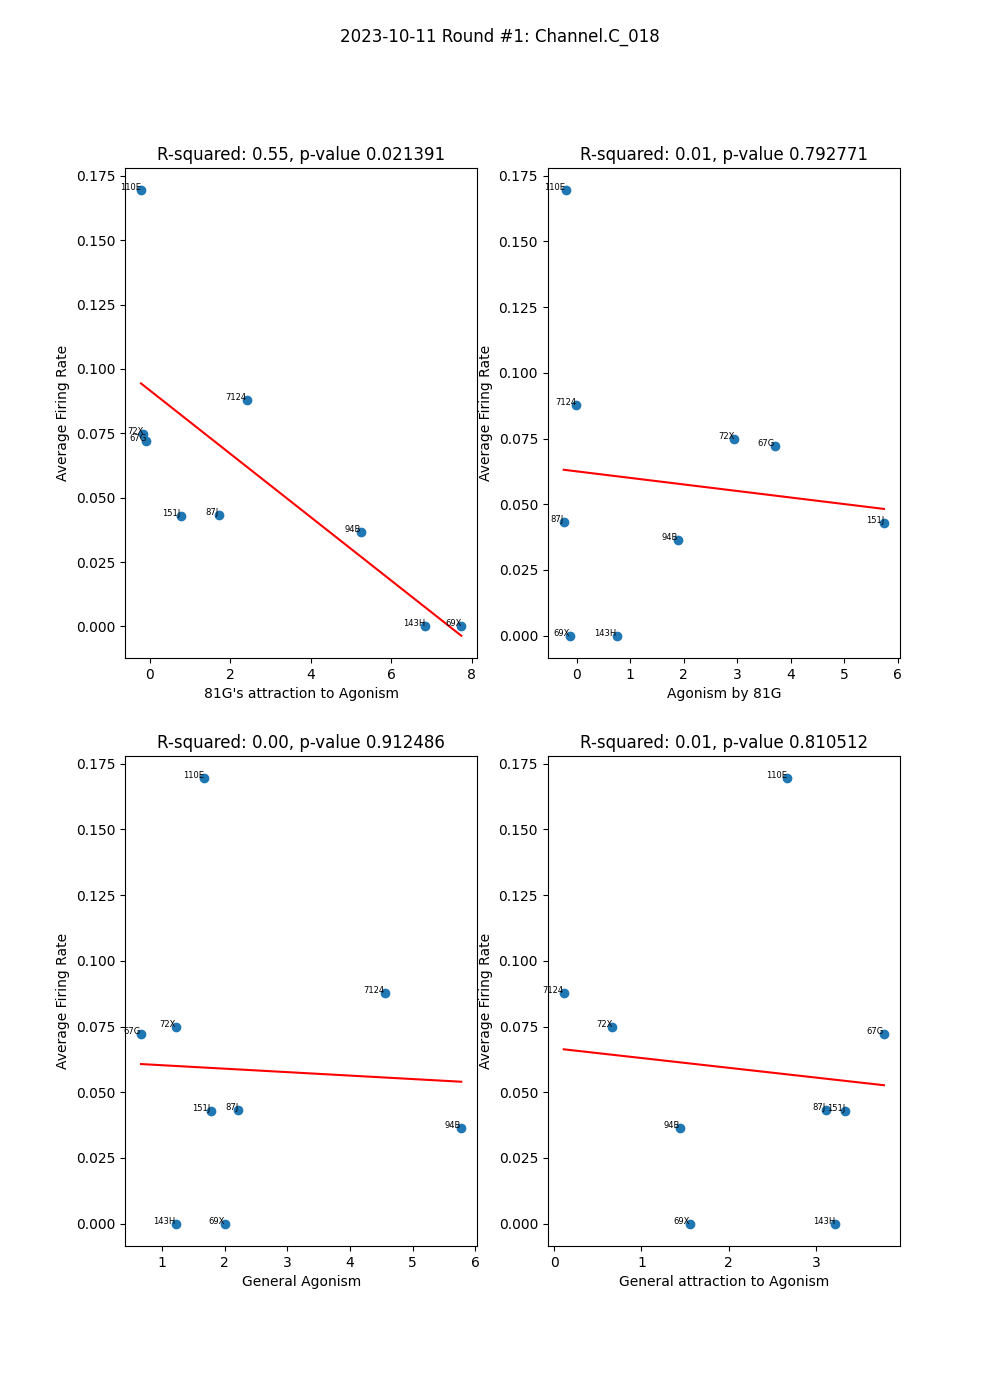 2023-10-11 Round #1: Channel.C_018
R-squared: 0.55, p-value 0.021391
0.175
0.150
0.125
0.100
0.075
0.050
0.025
0.000
Average Firing Rate
110E
7124
72X
67G
151J
87J
94B
143H
69X
0 2 4 6 8
81G's attraction to Agonism
R-squared: 0.01, p-value 0.792771
0.175
0.150
0.125
0.100
0.075
0.050
0.025
0.000
Average Firing Rate
110E
7124
72X
67G
87J
151J
94B
69X
143H
0 1 2 3 4 5 6
Agonism by 81G
R-squared: 0.00, p-value 0.912486
0.175
0.150
0.125
0.100
0.075
0.050
0.025
0.000
Average Firing Rate
110E
7124
72X
67G
151J
87J
94B
143H
69X
1 2 3 4 5 6
General Agonism
R-squared: 0.01, p-value 0.810512
0.175
0.150
0.125
0.100
0.075
0.050
0.025
0.000
Average Firing Rate
110E
7124
72X
67G
87J
151J
94B
69X
143H
0 1 2 3
General attraction to Agonism